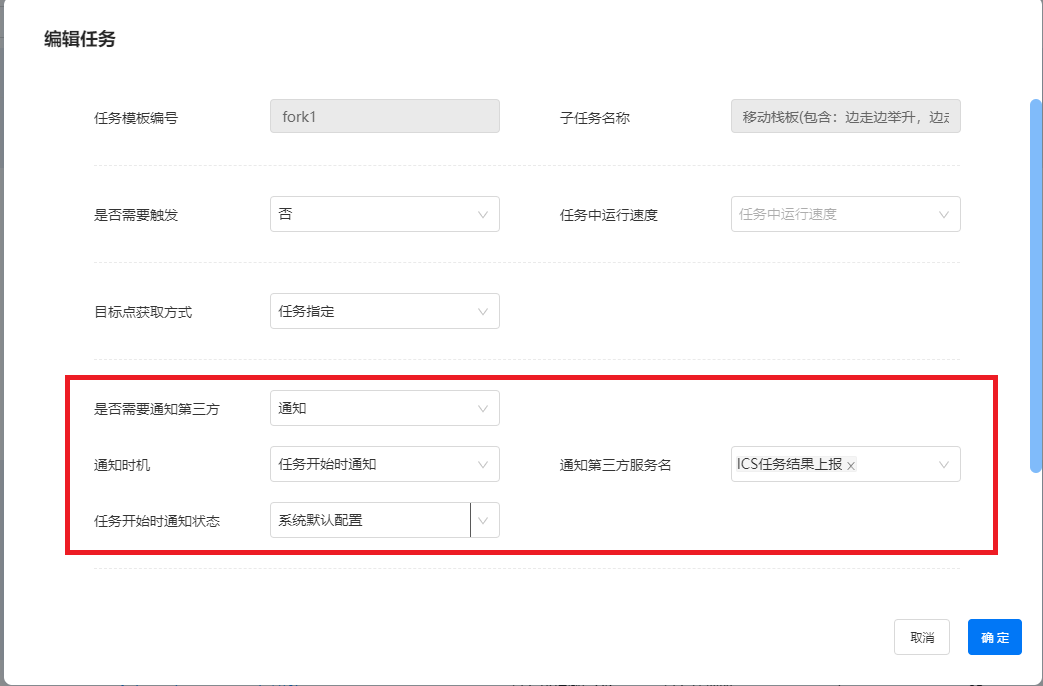 编辑任务
任务模板编号 fork1 子任务名称 移动栈板(包含：边走边举升，边走
是否需要触发 否 任务中运行速度 任务中运行速度
目标点获取方式 任务指定
是否需要通知第三方 通知
通知时机 任务开始时通知 通知第三方服务名 ICS任务结果上报 ×
任务开始时通知状态 系统默认配置
取消 确定